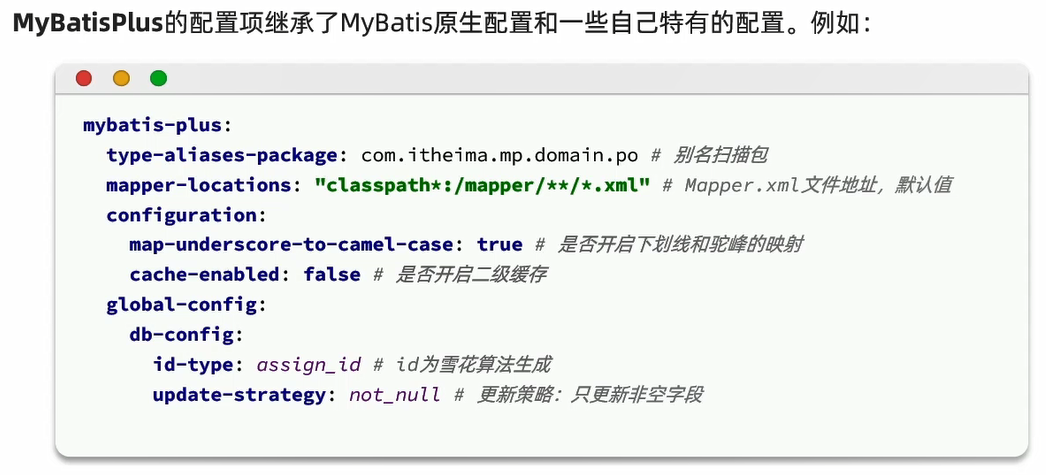 MyBatisPlus的配置项继承了MyBatis原生配置和一些自己特有的配置。例如：
mybatis-plus:
  type-aliases-package: com.itheima.mp.domain.po # 别名扫描包
  mapper-locations: "classpath*:/mapper/**/*.xml" # Mapper.xml文件地址，默认值
  configuration:
    map-underscore-to-camel-case: true # 是否开启下划线和驼峰的映射
    cache-enabled: false # 是否开启二级缓存
  global-config:
    db-config:
      id-type: assign_id # id为雪花算法生成
      update-strategy: not_null # 更新策略：只更新非空字段